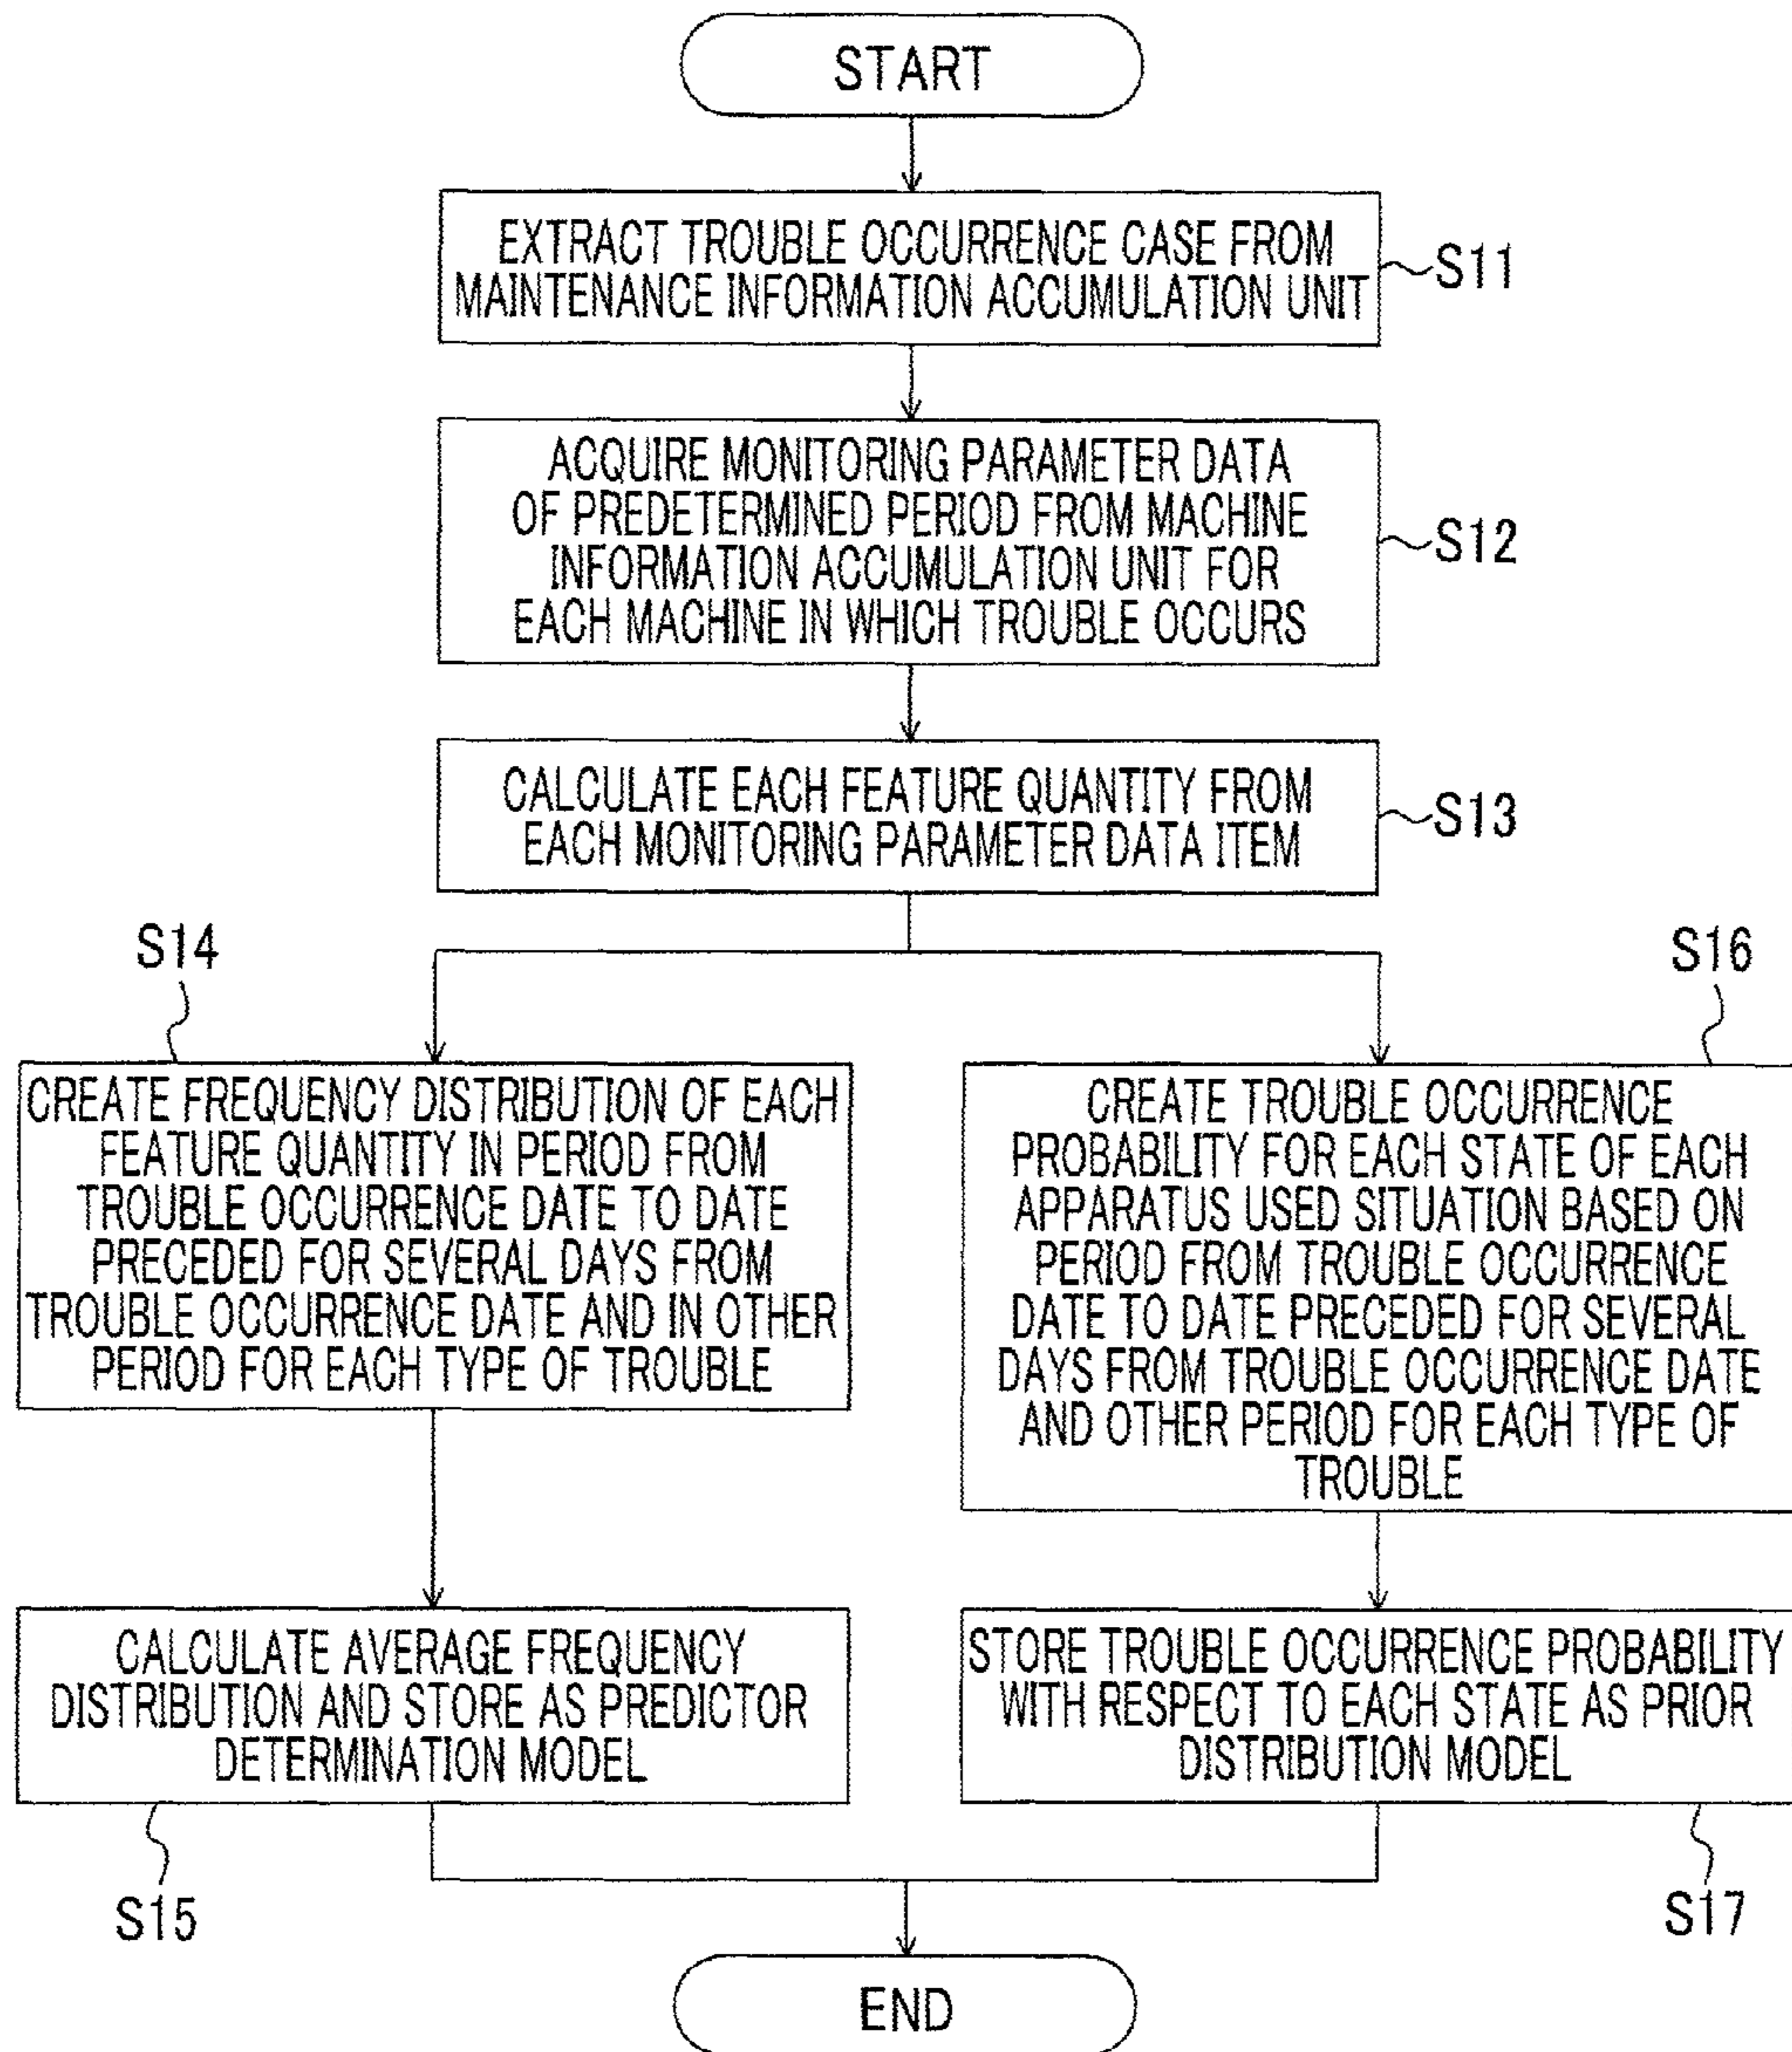 START
EXTRACT TROUBLE OCCURRENCE CASE FROM
MAINTENANCE INFORMATION ACCUMULATION UNIT
S11
ACQUIRE MONITORING PARAMETER DATA
OF PREDETERMINED PERIOD FROM MACHINE
INFORMATION ACCUMULATION UNIT FOR
EACH MACHINE IN WHICH TROUBLE OCCURS
S12
CALCULATE EACH FEATURE QUANTITY FROM
EACH MONITORING PARAMETER DATA ITEM
S13
S14
CREATE FREQUENCY DISTRIBUTION OF EACH
FEATURE QUANTITY IN PERIOD FROM
TROUBLE OCCURRENCE DATE TO DATE
PRECEDED FOR SEVERAL DAYS FROM
TROUBLE OCCURRENCE DATE AND IN OTHER
PERIOD FOR EACH TYPE OF TROUBLE
CALCULATE AVERAGE FREQUENCY
DISTRIBUTION AND STORE AS PREDICTOR
DETERMINATION MODEL
S15
S16
CREATE TROUBLE OCCURRENCE
PROBABILITY FOR EACH STATE OF EACH
APPARATUS USED SITUATION BASED ON
PERIOD FROM TROUBLE OCCURRENCE
DATE TO DATE PRECEDED FOR SEVERAL
DAYS FROM TROUBLE OCCURRENCE DATE
AND OTHER PERIOD FOR EACH TYPE OF
TROUBLE
STORE TROUBLE OCCURRENCE PROBABILITY
WITH RESPECT TO EACH STATE AS PRIOR
DISTRIBUTION MODEL
S17
END